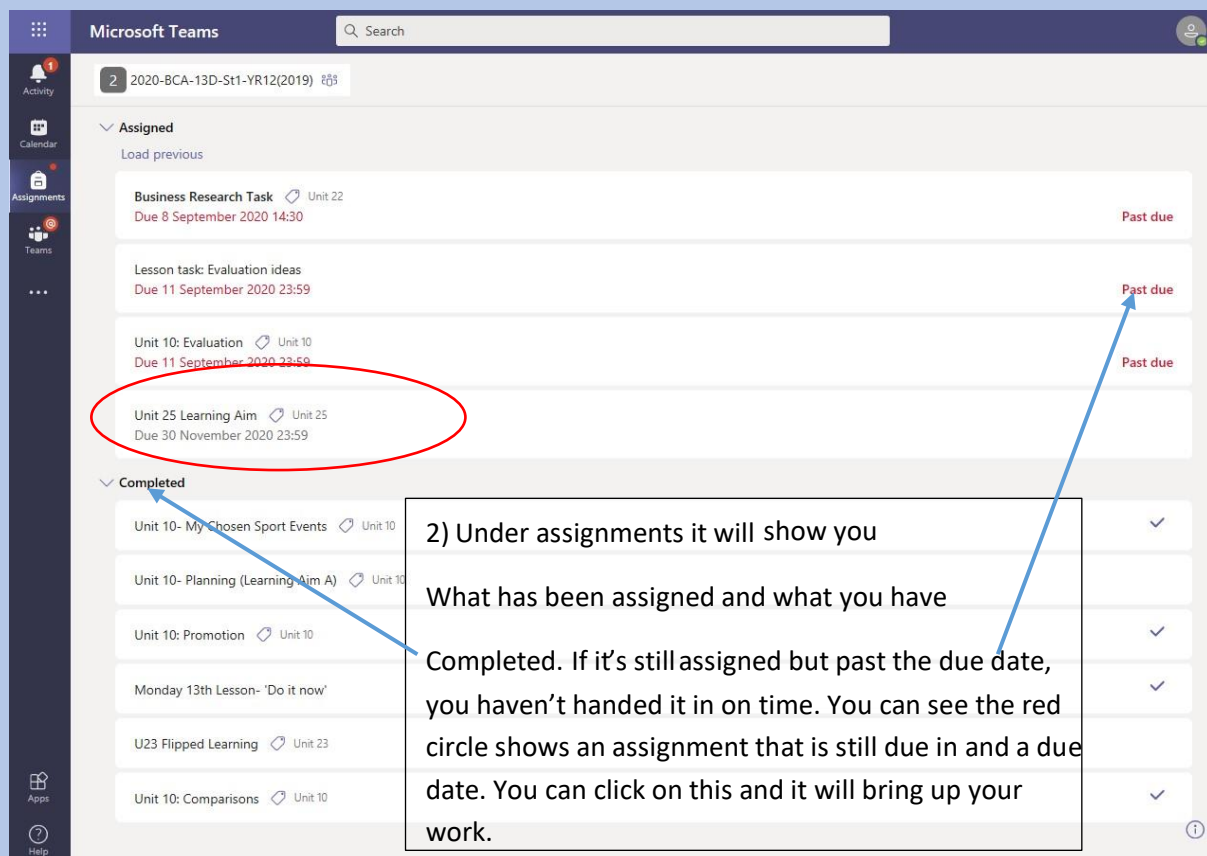 Microsoft Teams
Search
1
Activity
Calendar
Assignments
Teams
...
Apps
Help
2 2020-BCA-13D-St1-YR12(2019)
Assigned
Load previous
Business Research Task Unit 22
Due 8 September 2020 14:30
Past due
Lesson task: Evaluation ideas
Due 11 September 2020 23:59
Past due
Unit 10: Evaluation Unit 10
Due 11 September 2020 23:59
Past due
Unit 25 Learning Aim Unit 25
Due 30 November 2020 23:59
Completed
Unit 10- My Chosen Sport Events Unit 10
Unit 10- Planning (Learning Aim A) Unit 10
Unit 10: Promotion Unit 10
Monday 13th Lesson- 'Do it now'
U23 Flipped Learning Unit 23
Unit 10: Comparisons Unit 10
2) Under assignments it will show you
What has been assigned and what you have
Completed. If it's still assigned but past the due date,
you haven't handed it in on time. You can see the red
circle shows an assignment that is still due in and a due
date. You can click on this and it will bring up your
work.